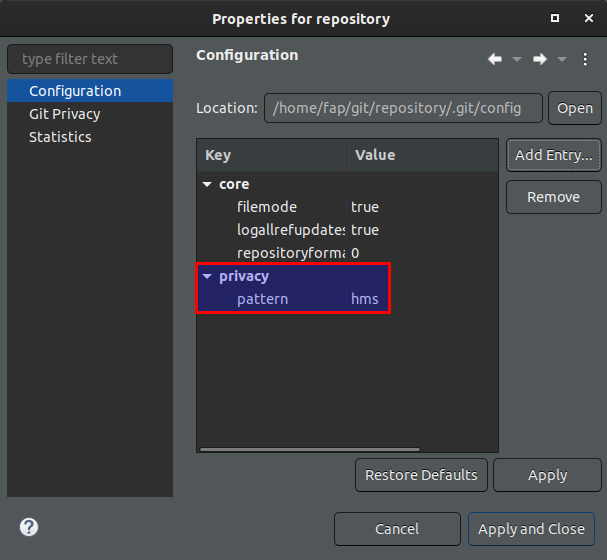 Properties for repository
type filter text
Configuration
Git Privacy
Statistics
Configuration
Location: /home/fap/git/repository/.git/config Open
Key Value
core
filemode true
logallrefupdates true
repositoryforma 0
privacy
pattern hms
Add Entry...
Remove
Restore Defaults Apply
? Cancel Apply and Close